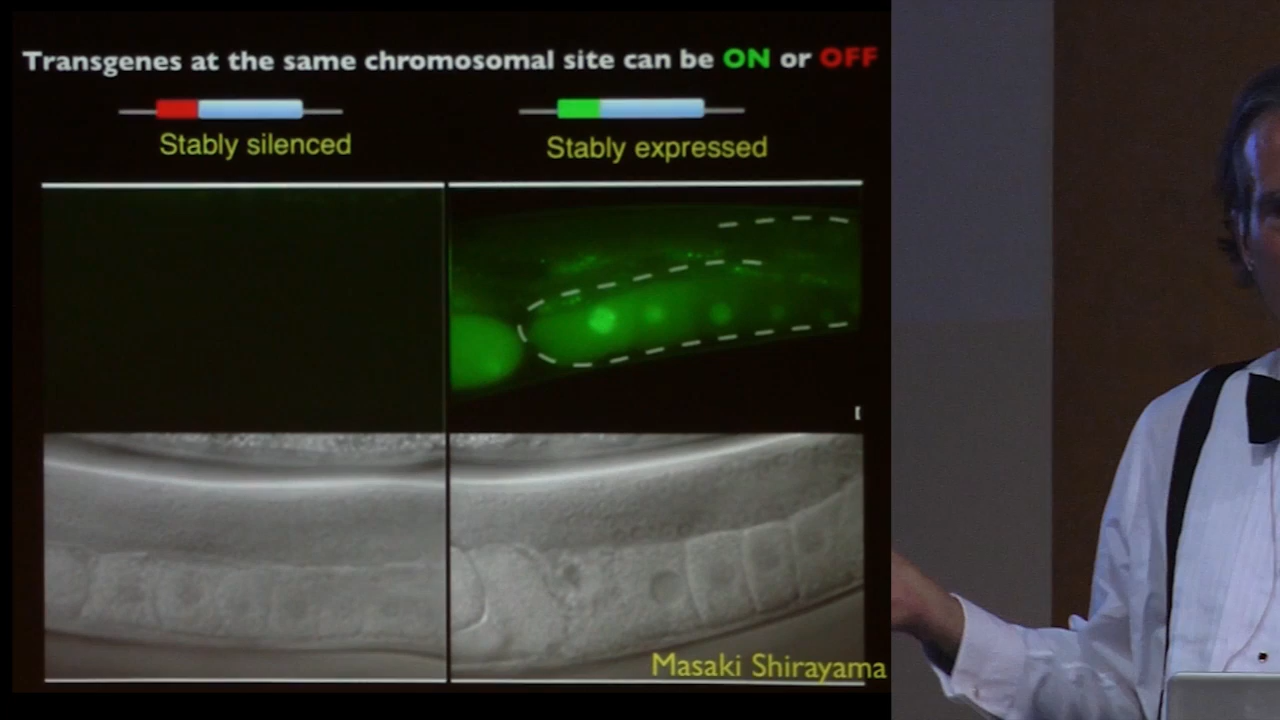 Transgenes at the same chromosomal site can be ON or OFF
Stably silenced
Stably expressed
Masaki Shirayama